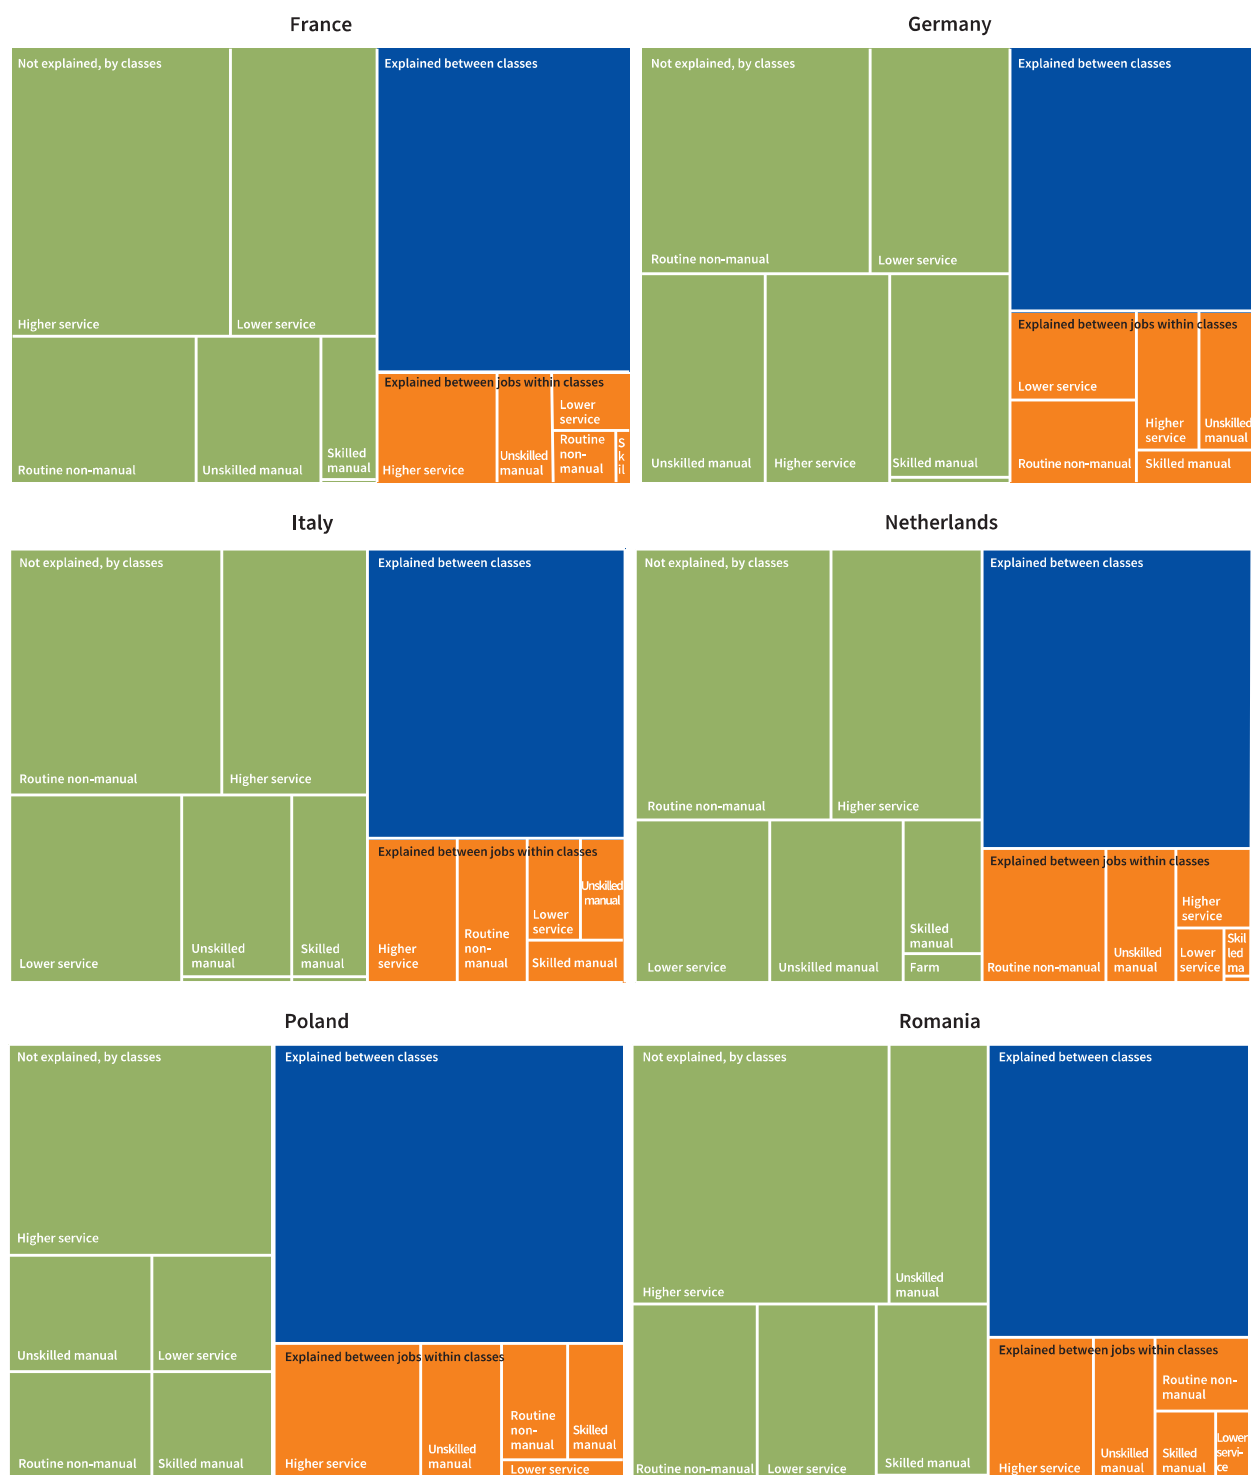 France
Not explained, by classes
Higher service
Lower service
Routine non-manual
Unskilled manual
Skilled
manual
Explained between classes
Explained between jobs within classes
Higher service
Unskilled
manual
Lower
service
Routine
non-
manual
S
k
il
Germany
Not explained, by classes
Routine non-manual
Lower service
Unskilled manual
Higher service
Skilled manual
Explained between classes
Explained between jobs within classes
Lower service
Routine non-manual
Higher
service
Unskilled
manual
Skilled manual
Italy
Not explained, by classes
Routine non-manual
Higher service
Lower service
Unskilled
manual
Skilled
manual
Explained between classes
Explained between jobs within classes
Higher
service
Routine
non-
manual
Lower
service
Unskilled
manual
Skilled manual
Netherlands
Not explained, by classes
Routine non-manual
Higher service
Lower service
Unskilled manual
Skilled
manual
Farm
Explained between classes
Explained between jobs within classes
Routine non-manual
Unskilled
manual
Higher
service
Lower
service
Skil
led
ma
Poland
Not explained, by classes
Higher service
Unskilled manual
Lower service
Routine non-manual
Skilled manual
Explained between classes
Explained between jobs within classes
Higher service
Unskilled
manual
Routine
non-
manual
Skilled
manual
Lower service
Romania
Not explained, by classes
Higher service
Unskilled
manual
Routine non-manual
Lower service
Skilled manual
Explained between classes
Explained between jobs within classes
Higher service
Unskilled
manual
Routine non-
manual
Skilled
manual
Lower
servi-
ce